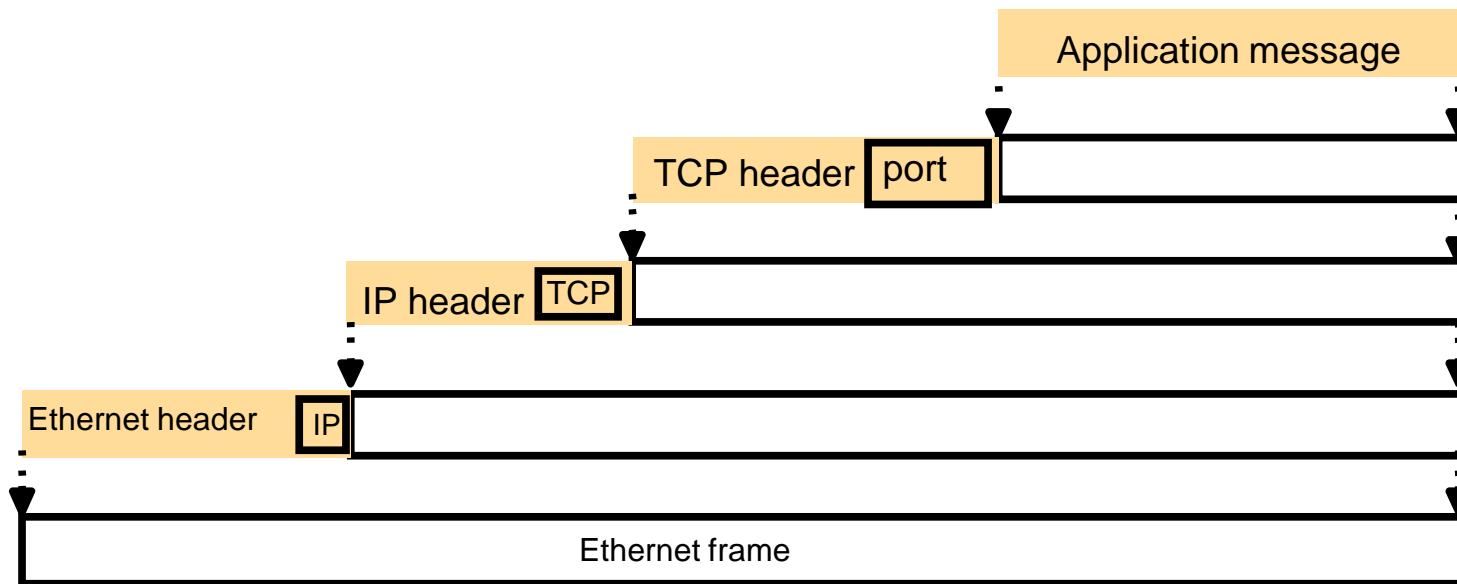 Application message
TCP header port
IP header TCP
Ethernet header IP
Ethernet frame